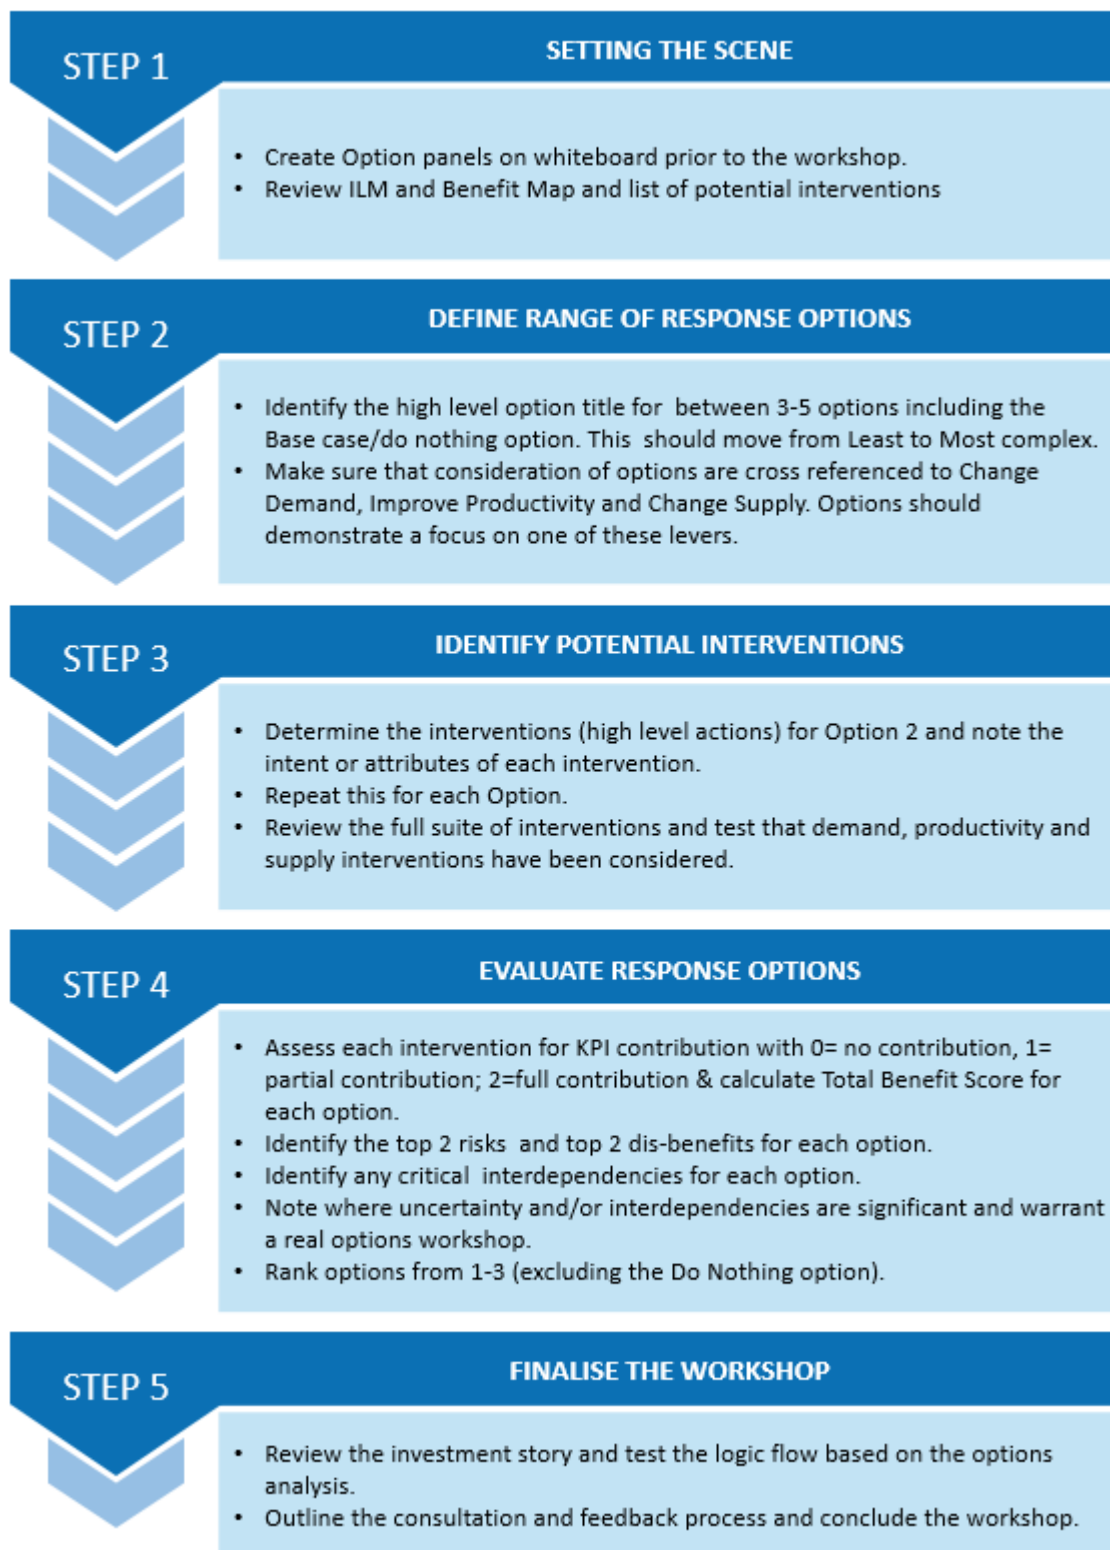 STEP 1
SETTING THE SCENE
• Create Option panels on whiteboard prior to the workshop.
• Review ILM and Benefit Map and list of potential interventions
STEP 2
DEFINE RANGE OF RESPONSE OPTIONS
• Identify the high level option title for between 3-5 options including the
Base case/do nothing option. This should move from Least to Most complex.
• Make sure that consideration of options are cross referenced to Change
Demand, Improve Productivity and Change Supply. Options should
demonstrate a focus on one of these levers.
STEP 3
IDENTIFY POTENTIAL INTERVENTIONS
• Determine the interventions (high level actions) for Option 2 and note the
intent or attributes of each intervention.
• Repeat this for each Option.
• Review the full suite of interventions and test that demand, productivity and
supply interventions have been considered.
STEP 4
EVALUATE RESPONSE OPTIONS
• Assess each intervention for KPI contribution with 0= no contribution, 1=
partial contribution; 2=full contribution & calculate Total Benefit Score for
each option.
• Identify the top 2 risks and top 2 dis-benefits for each option.
• Identify any critical interdependencies for each option.
• Note where uncertainty and/or interdependencies are significant and warrant
a real options workshop.
• Rank options from 1-3 (excluding the Do Nothing option).
STEP 5
FINALISE THE WORKSHOP
• Review the investment story and test the logic flow based on the options
analysis.
• Outline the consultation and feedback process and conclude the workshop.